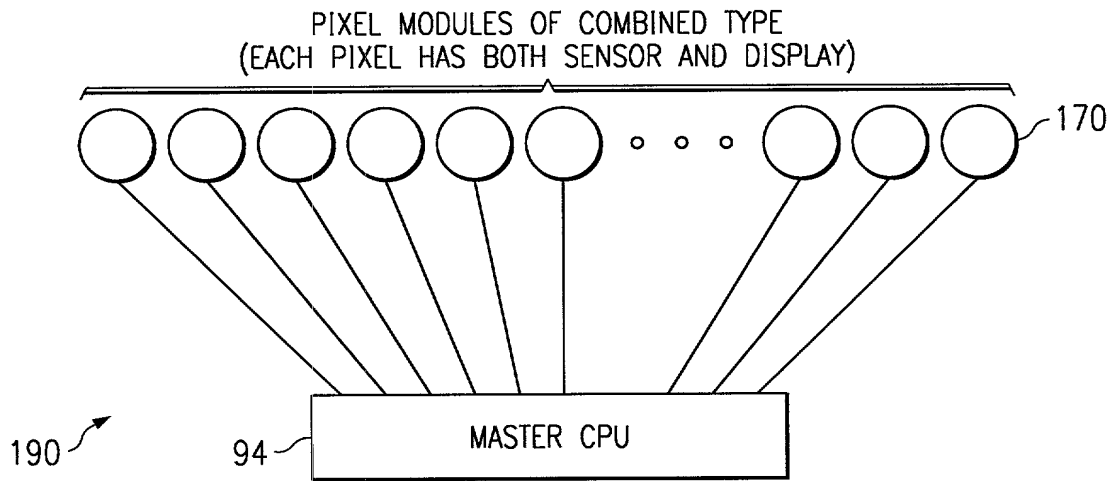 PIXEL MODULES OF COMBINED TYPE
(EACH PIXEL HAS BOTH SENSOR AND DISPLAY)
170
190
94
MASTER CPU